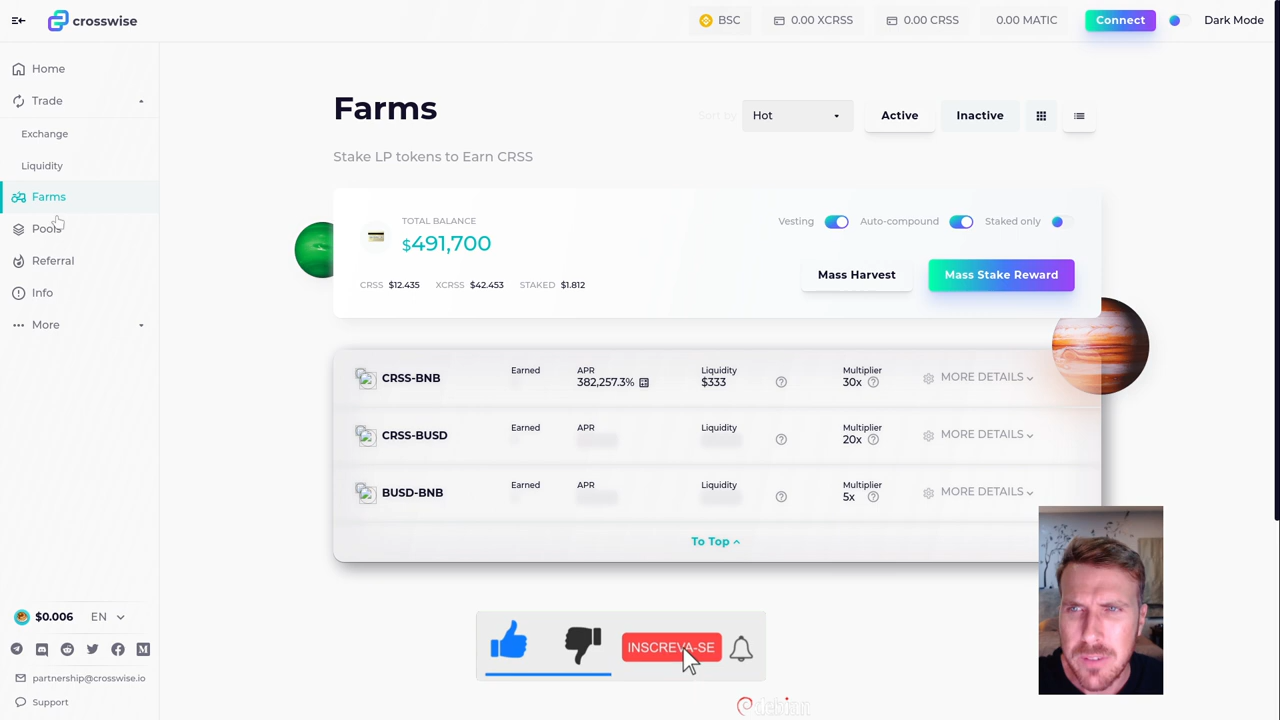 crosswise
BSC
0.00 XCRSS
0.00 CRSS
0.00 MATIC
Connect
Dark Mode
Home
Trade
Exchange
Liquidity
Farms
Pools
Referral
Info
More
$0.006
EN
partnership@crosswise.io
Support
Farms
Sort by
Hot
Active
Inactive
Stake LP tokens to Earn CRSS
TOTAL BALANCE
$491,700
CRSS $12.435 XCRSS $42.453 STAKED $1.812
Vesting
Auto-compound
Staked only
Mass Harvest
Mass Stake Reward
CRSS-BNB
Earned
APR
382,257.3%
Liquidity
$333
Multiplier
30x
MORE DETAILS
CRSS-BUSD
Earned
APR
Liquidity
Multiplier
20x
MORE DETAILS
BUSD-BNB
Earned
APR
Liquidity
Multiplier
5x
MORE DETAILS
To Top
INSCREVA-SE
debian